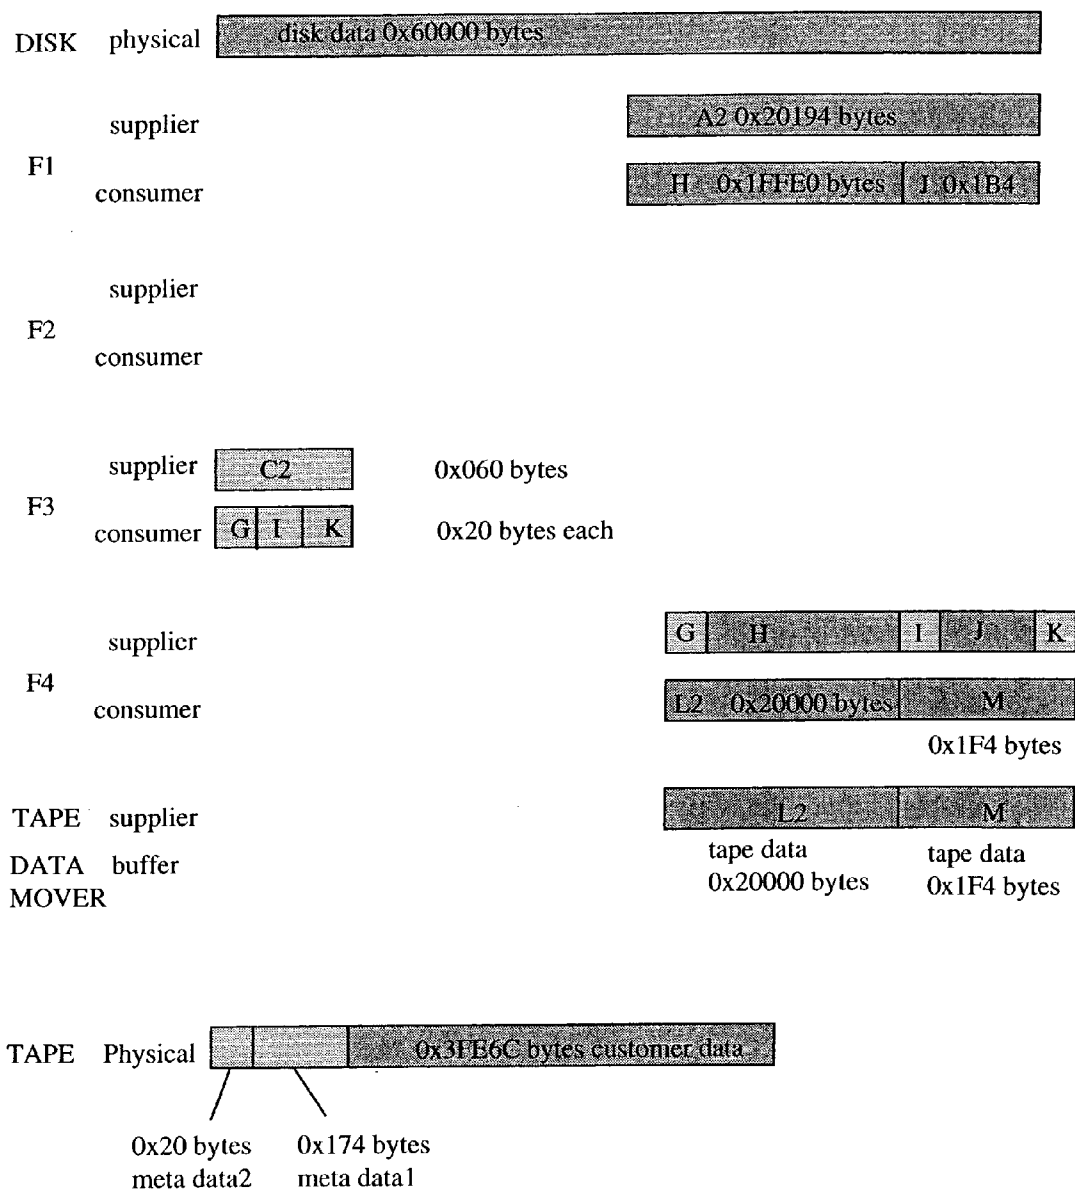 DISK physical disk data 0x60000 bytes
supplier A2 0x20194 bytes
F1
consumer H 0x1FFE0 bytes J 0x1B4
supplier
F2
consumer
supplier C2 0x060 bytes
F3
consumer G I K 0x20 bytes each
supplier G H I J K
F4
consumer L2 0x20000 bytes M
0x1F4 bytes
TAPE supplier L2 M
DATA buffer
MOVER
tape data
0x20000 bytes
tape data
0x1F4 bytes
TAPE Physical 0x3FE6C bytes customer data
0x20 bytes
meta data2
0x174 bytes
meta data1